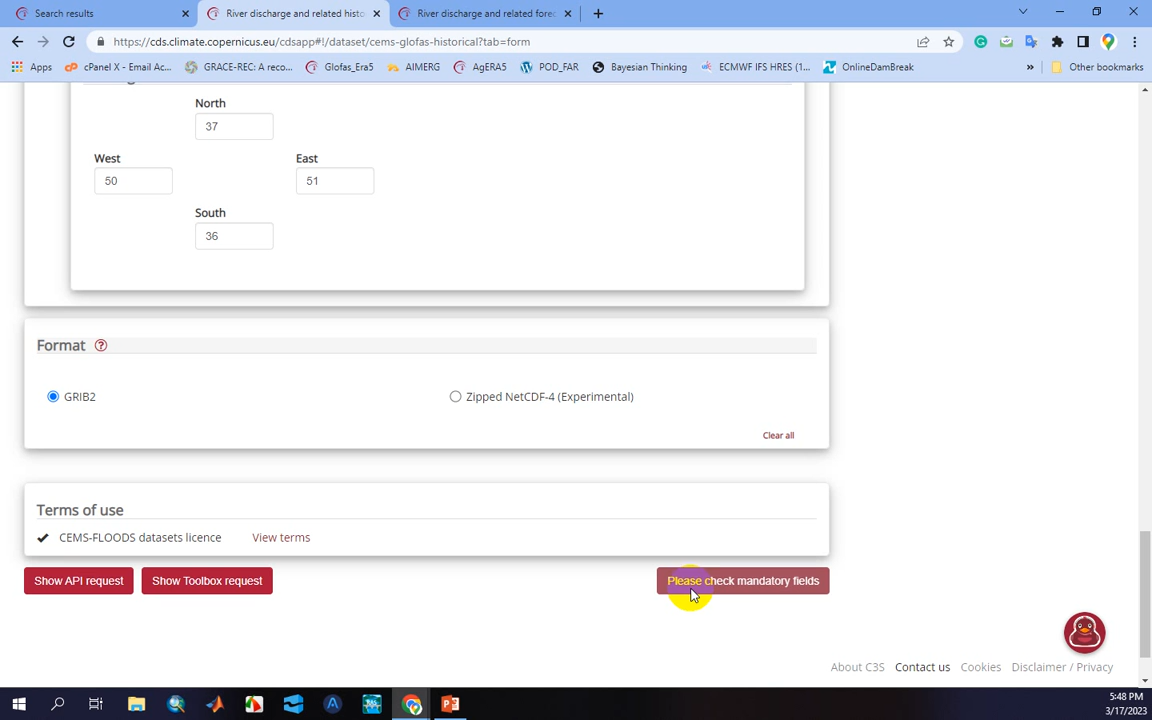 Search results
River discharge and related histo
River discharge and related forec
https://cds.climate.copernicus.eu/cdsapp#!/dataset/cems-glofas-historical?tab=form
Apps
cPanel X - Email Ac...
GRACE-REC: A reco...
Glofas_Era5
AIMERG
AgERA5
POD_FAR
Bayesian Thinking
ECMWF IFS HRES (1...
OnlineDamBreak
»
Other bookmarks
North
37
West
East
50
51
South
36
Format ?
GRIB2
Zipped NetCDF-4 (Experimental)
Clear all
Terms of use
CEMS-FLOODS datasets licence
View terms
Show API request
Show Toolbox request
Please check mandatory fields
About C3S
Contact us
Cookies
Disclaimer / Privacy
5:48 PM
3/17/2023